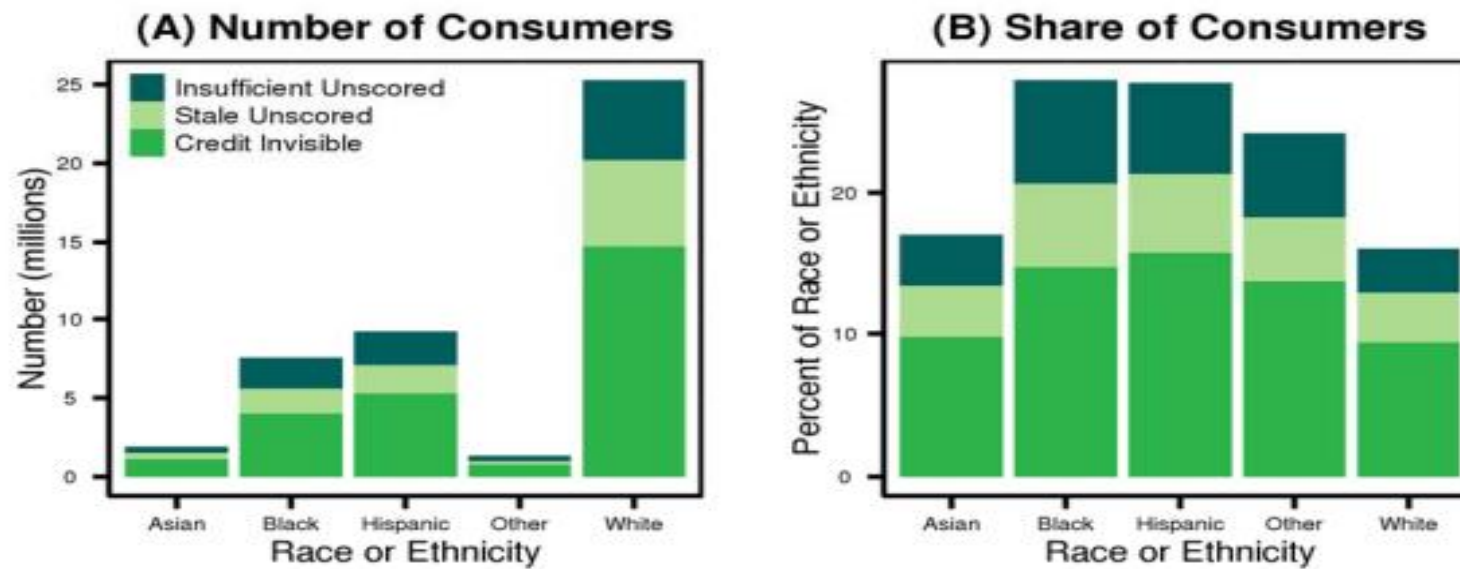 (A) Number of Consumers
Number (millions)
25
20
15
10
5
0
Insufficient Unscored
Stale Unscored
Credit Invisible
Asian Black Hispanic Other White
Race or Ethnicity
(B) Share of Consumers
Percent of Race or Ethnicity
20
10
0
Asian Black Hispanic Other White
Race or Ethnicity